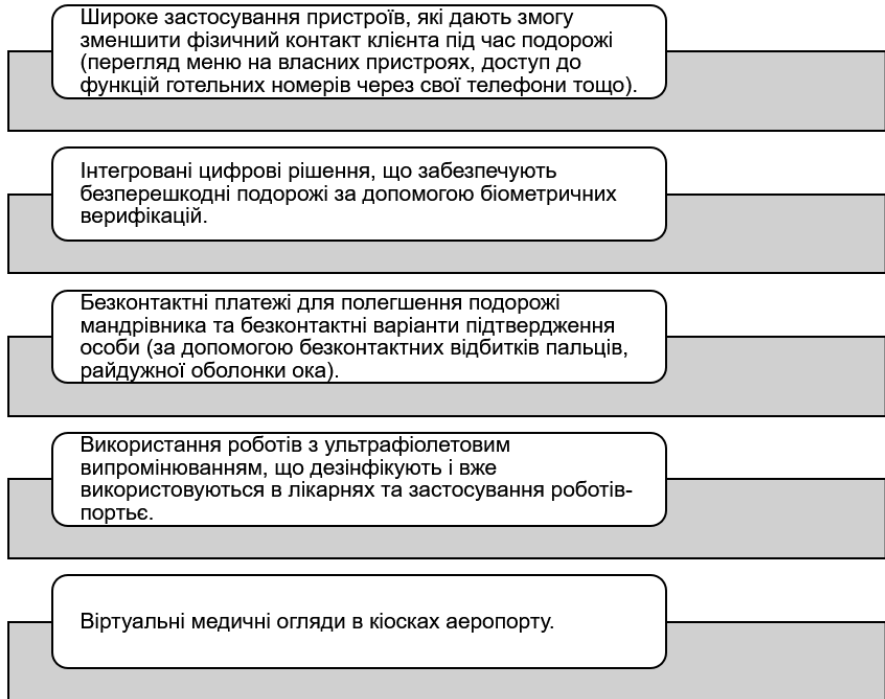 Широке застосування пристроїв, які дають змогу
зменшити фізичний контакт клієнта під час подорожі
(перегляд меню на власних пристроях, доступ до
функцій готельних номерів через свої телефони тощо).
Інтегровані цифрові рішення, що забезпечують
безперешкодні подорожі за допомогою біометричних
верифікацій.
Безконтактні платежі для полегшення подорожі
мандрівника та безконтактні варіанти підтвердження
особи (за допомогою безконтактних відбитків пальців,
райдужної оболонки ока).
Використання роботів з ультрафіолетовим
випромінюванням, що дезінфікують і вже
використовуються в лікарнях та застосування роботів-
портьє.
Віртуальні медичні огляди в кіосках аеропорту.